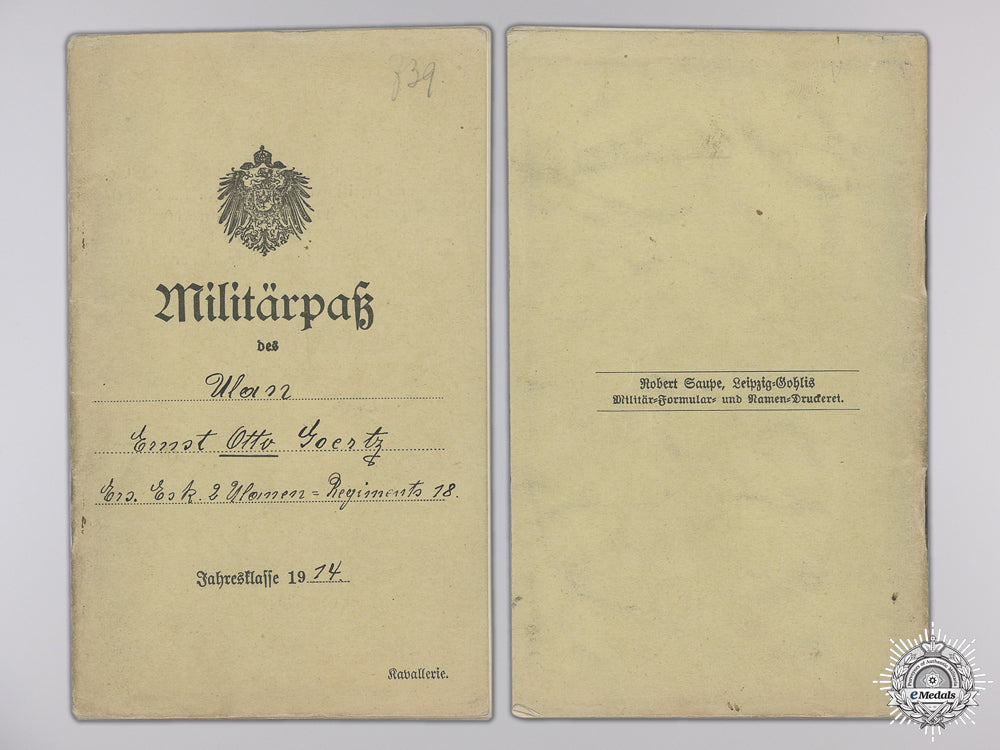 839
Militärpaß
des
Ulan
Ernst Otto Goertz
Ers. Esk. 2 Ulanen=Regiments 18.
Jahresklasse 1914.
Kavallerie.
Robert Saupe, Leipzig=Gohlis
Militär=Formular= und Namen=Druckerei.
eMedals